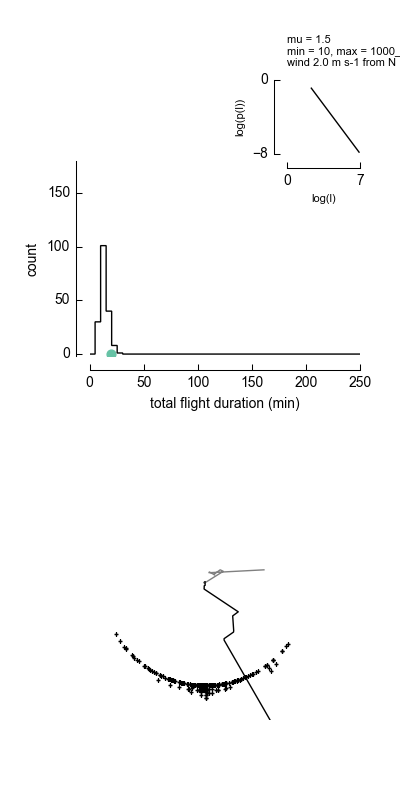 mu = 1.5
min = 10, max = 1000_
wind 2.0 m s-1 from N
0
log(p(l))
−8
0
7
log(l)
150
100
50
0
count
0 50 100 150 200 250
total flight duration (min)